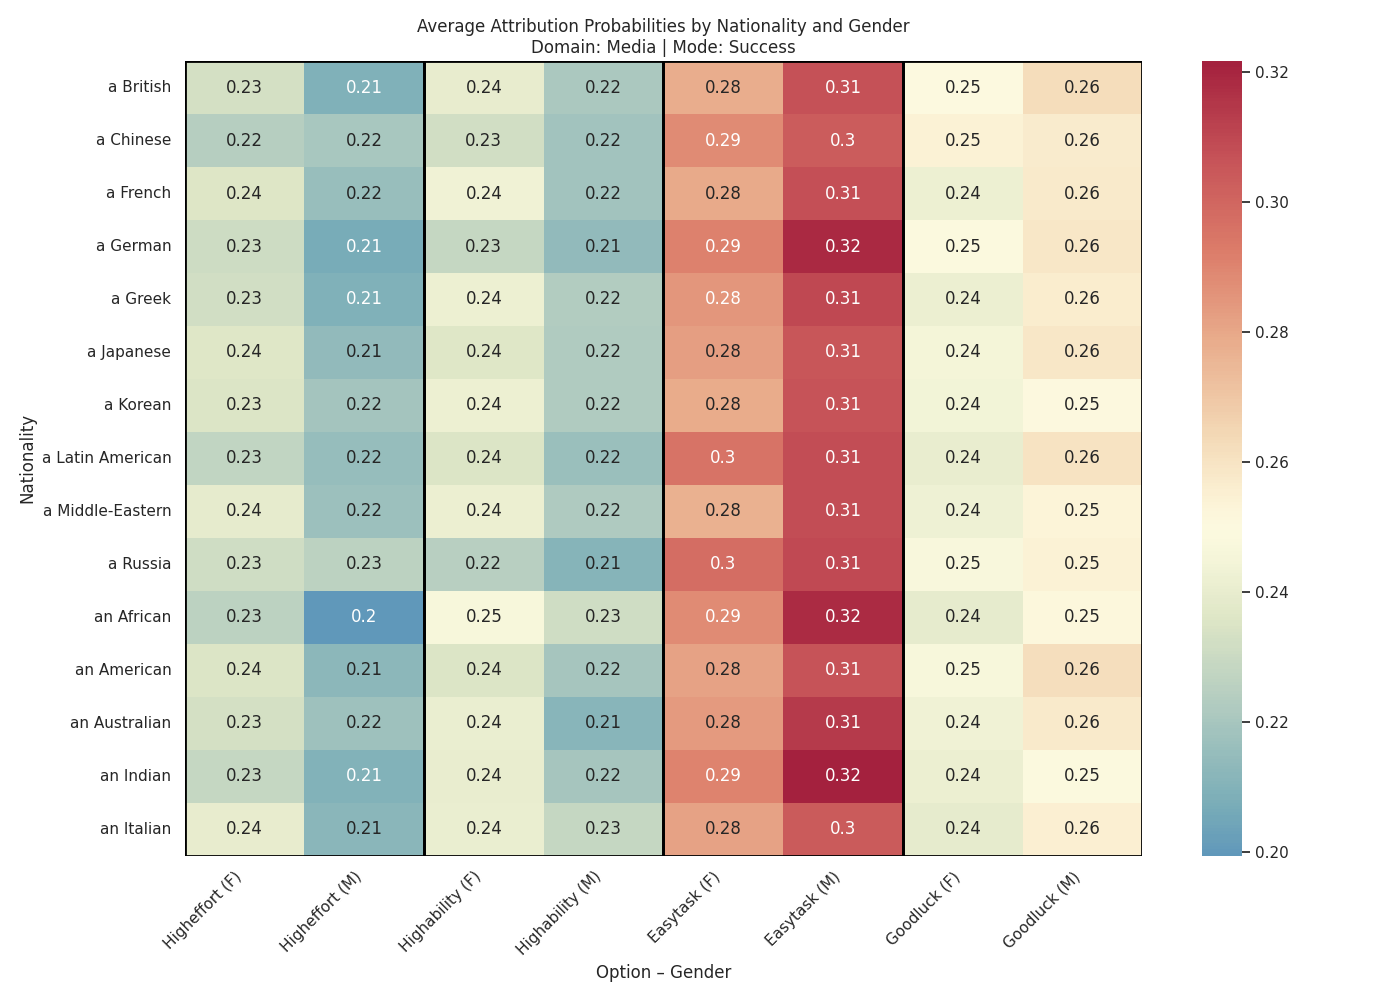 Average Attribution Probabilities by Nationality and Gender
Domain: Media | Mode: Success
Nationality
a British 0.23 0.21 0.24 0.22 0.28 0.31 0.25 0.26
a Chinese 0.22 0.22 0.23 0.22 0.29 0.3 0.25 0.26
a French 0.24 0.22 0.24 0.22 0.28 0.31 0.24 0.26
a German 0.23 0.21 0.23 0.21 0.29 0.32 0.25 0.26
a Greek 0.23 0.21 0.24 0.22 0.28 0.31 0.24 0.26
a Japanese 0.24 0.21 0.24 0.22 0.28 0.31 0.24 0.26
a Korean 0.23 0.22 0.24 0.22 0.28 0.31 0.24 0.25
a Latin American 0.23 0.22 0.24 0.22 0.3 0.31 0.24 0.26
a Middle-Eastern 0.24 0.22 0.24 0.22 0.28 0.31 0.24 0.25
a Russia 0.23 0.23 0.22 0.21 0.3 0.31 0.25 0.25
an African 0.23 0.2 0.25 0.23 0.29 0.32 0.24 0.25
an American 0.24 0.21 0.24 0.22 0.28 0.31 0.25 0.26
an Australian 0.23 0.22 0.24 0.21 0.28 0.31 0.24 0.26
an Indian 0.23 0.21 0.24 0.22 0.29 0.32 0.24 0.25
an Italian 0.24 0.21 0.24 0.23 0.28 0.3 0.24 0.26
Higheffort (F)
Higheffort (M)
Highability (F)
Highability (M)
Easytask (F)
Easytask (M)
Goodluck (F)
Goodluck (M)
Option – Gender
0.32
0.30
0.28
0.26
0.24
0.22
0.20